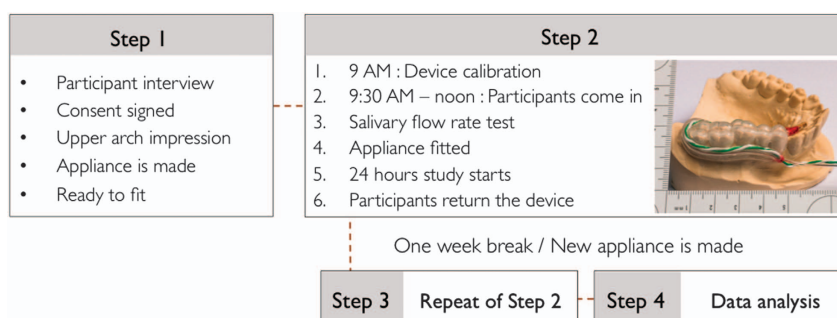 Step 1
• Participant interview
• Consent signed
• Upper arch impression
• Appliance is made
• Ready to fit
Step 2
1. 9 AM : Device calibration
2. 9:30 AM – noon : Participants come in
3. Salivary flow rate test
4. Appliance fitted
5. 24 hours study starts
6. Participants return the device
One week break / New appliance is made
Step 3 Repeat of Step 2
Step 4 Data analysis